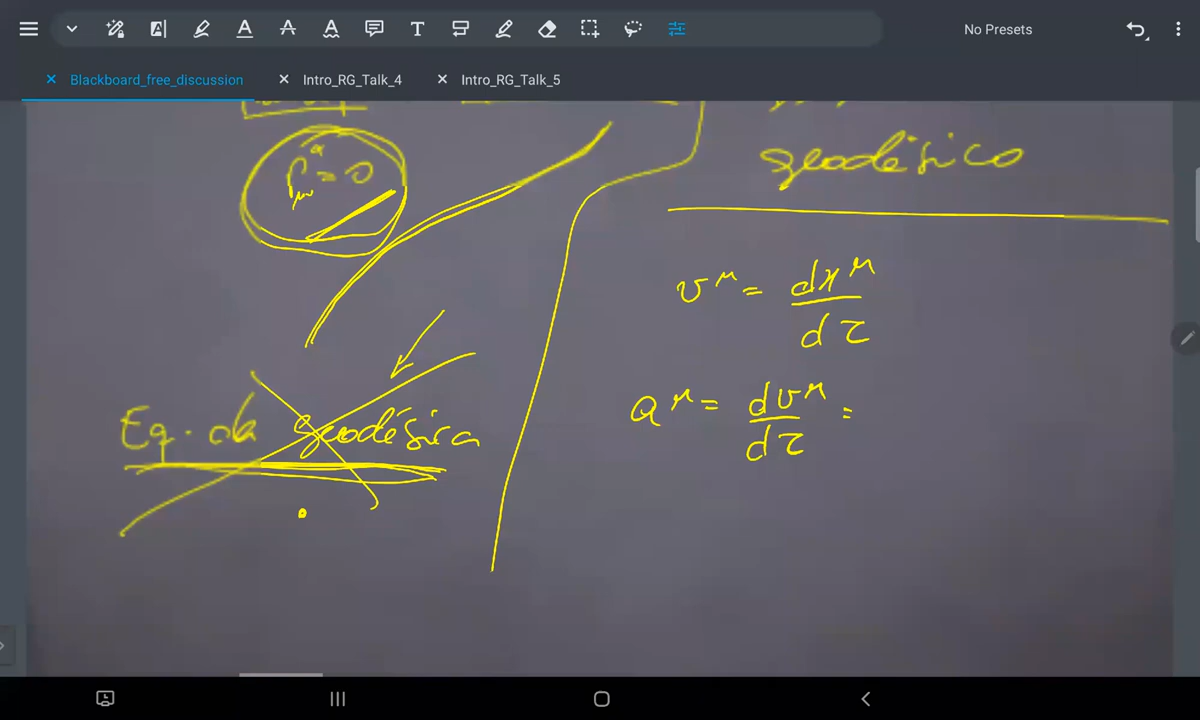 No Presets
Blackboard_free_discussion
Intro_RG_Talk_4
Intro_RG_Talk_5
Γ^α_μν = 0
geodésico
v^μ = dx^μ / dτ
a^μ = dv^μ / dτ =
Eq. da geodésica